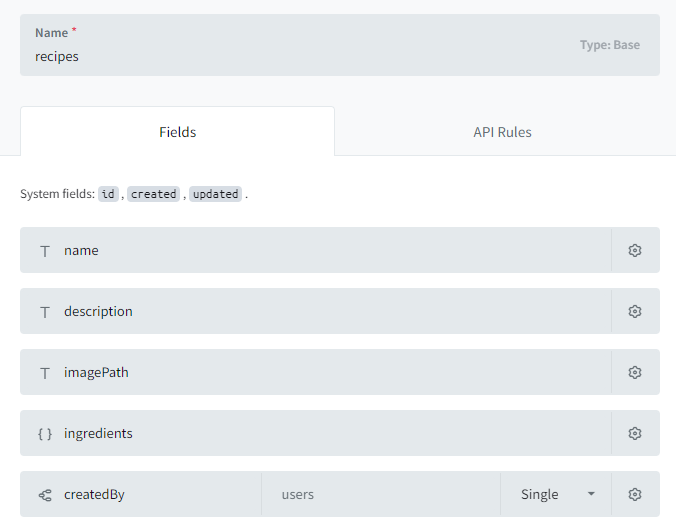 Name *
recipes
Type: Base
Fields
API Rules
System fields: id , created , updated .
T name
T description
T imagePath
{ } ingredients
createdBy users Single